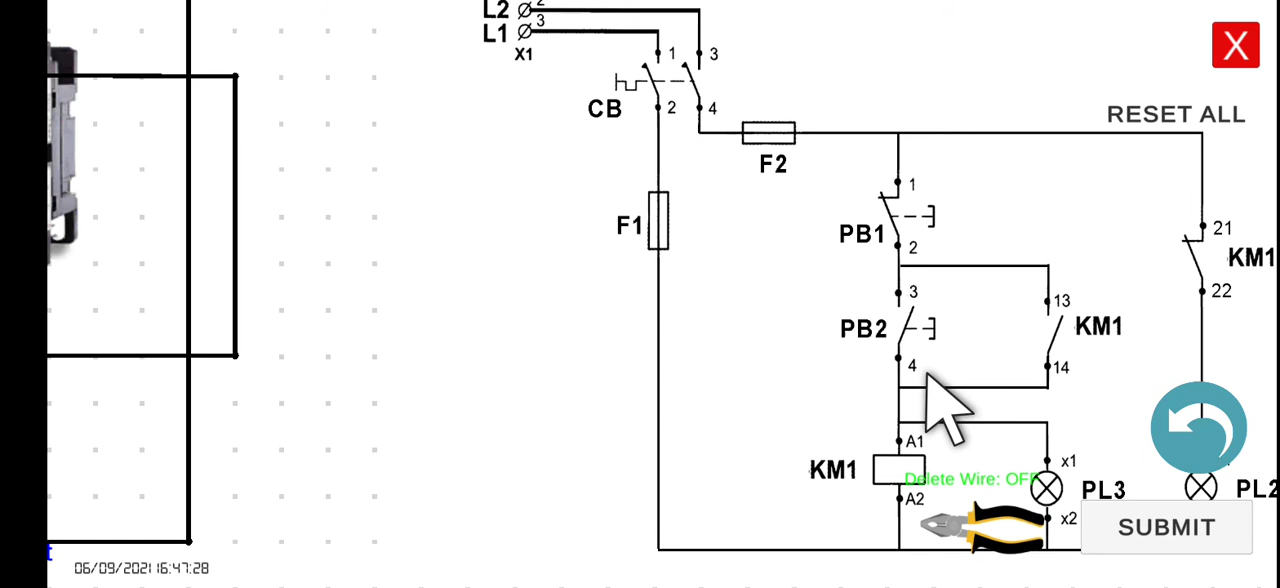 L2 2
L1 3
X1
X
1 3
CB 2 4
RESET ALL
F2
1
F1
PB1
2
21
KM1
22
3
13
PB2
KM1
4
14
A1
x1
KM1
Delete Wire: OFF
PL3
PL2
A2
x2
SUBMIT
t
06/09/2021 16:47:28